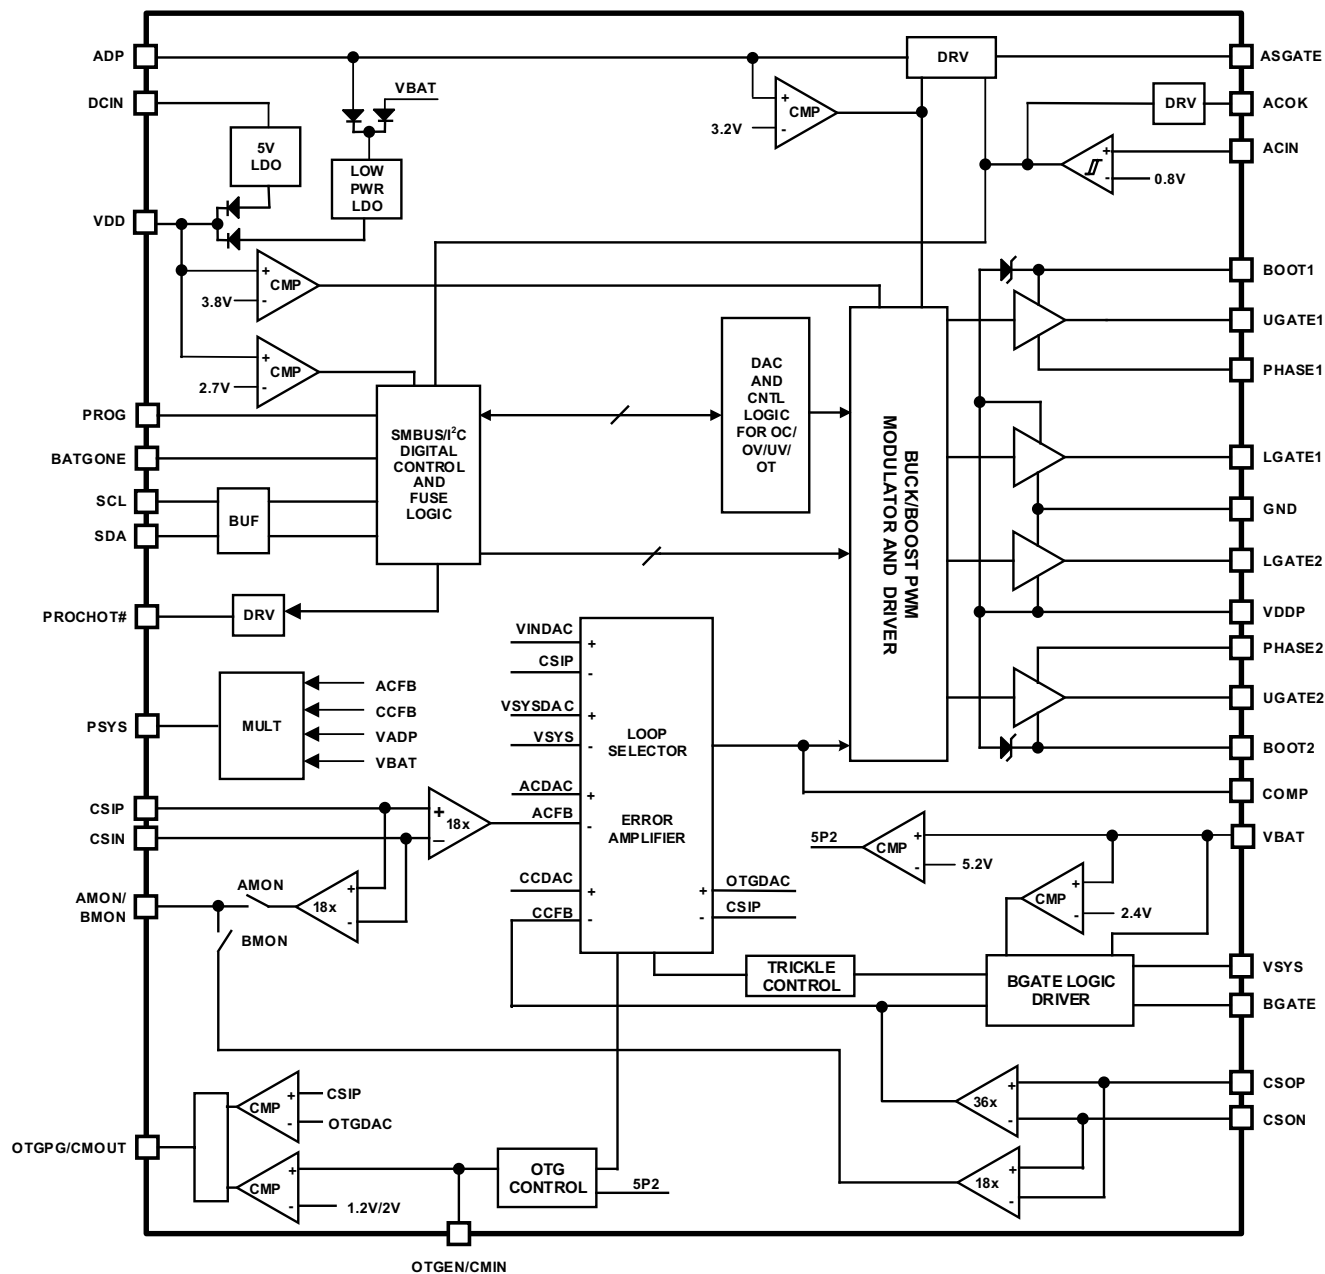 ADP
DCIN
VDD
PROG
BATGONE
SCL
SDA
PROCHOT#
PSYS
CSIP
CSIN
AMON/
BMON
OTGPG/CMOUT
OTGEN/CMIN
ASGATE
ACOK
ACIN
BOOT1
UGATE1
PHASE1
LGATE1
GND
LGATE2
VDDP
PHASE2
UGATE2
BOOT2
COMP
VBAT
VSYS
BGATE
CSOP
CSON
VBAT
5V
LDO
LOW
PWR
LDO
+
CMP
3.2V
-
DRV
DRV
+
-
0.8V
+
CMP
3.8V
-
+
CMP
2.7V
-
SMBUS/I2C
DIGITAL
CONTROL
AND
FUSE
LOGIC
BUF
DRV
DAC
AND
CNTL
LOGIC
FOR OC/
OV/UV/
OT
BUCK/BOOST PWM
MODULATOR AND DRIVER
MULT
ACFB
CCFB
VADP
VBAT
VINDAC
+
CSIP
-
VSYSDAC
+
VSYS
-
ACDAC
+
ACFB
-
CCDAC
+
CCFB
-
LOOP
SELECTOR
ERROR
AMPLIFIER
+
OTGDAC
-
CSIP
+
18x
–
AMON
BMON
+
18x
-
5P2
CMP
+
-
5.2V
+
CMP
-
2.4V
TRICKLE
CONTROL
BGATE LOGIC
DRIVER
36x
+
-
18x
+
-
CMP
+
CSIP
-
OTGDAC
CMP
+
-
1.2V/2V
OTG
CONTROL
5P2